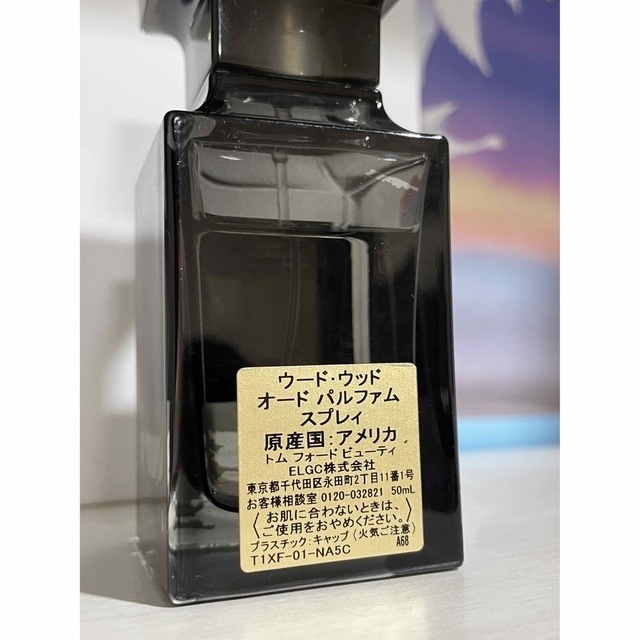 ウード・ウッド
オード パルファム
スプレィ
原産国：アメリカ
トム フォード ビューティ
ELGC株式会社
東京都千代田区永田町2丁目11番1号
お客様相談室 0120-032821 50mL
〈お肌に合わないときは、
ご使用をおやめください。〉
プラスチック：キャップ（火気ご注意）
T1XF-01-NA5C A68